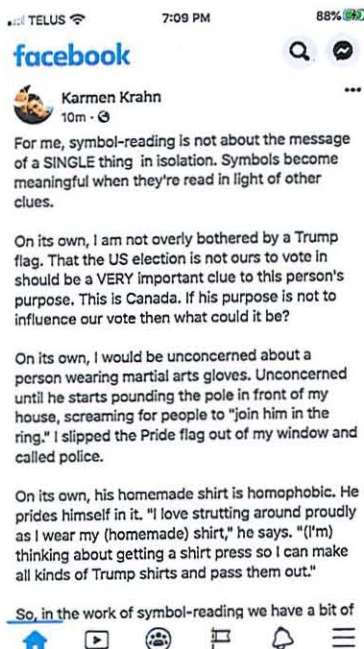 TELUS 7:09 PM 88%
facebook
Karmen Krahn
10m ·
For me, symbol-reading is not about the message
of a SINGLE thing in isolation. Symbols become
meaningful when they're read in light of other
clues.
On its own, I am not overly bothered by a Trump
flag. That the US election is not ours to vote in
should be a VERY important clue to this person's
purpose. This is Canada. If his purpose is not to
influence our vote then what could it be?
On its own, I would be unconcerned about a
person wearing martial arts gloves. Unconcerned
until he starts pounding the pole in front of my
house, screaming for people to "join him in the
ring." I slipped the Pride flag out of my window and
called police.
On its own, his homemade shirt is homophobic. He
prides himself in it. "I love strutting around proudly
as I wear my (homemade) shirt," he says. "(I'm)
thinking about getting a shirt press so I can make
all kinds of Trump shirts and pass them out."
So, in the work of symbol-reading we have a bit of